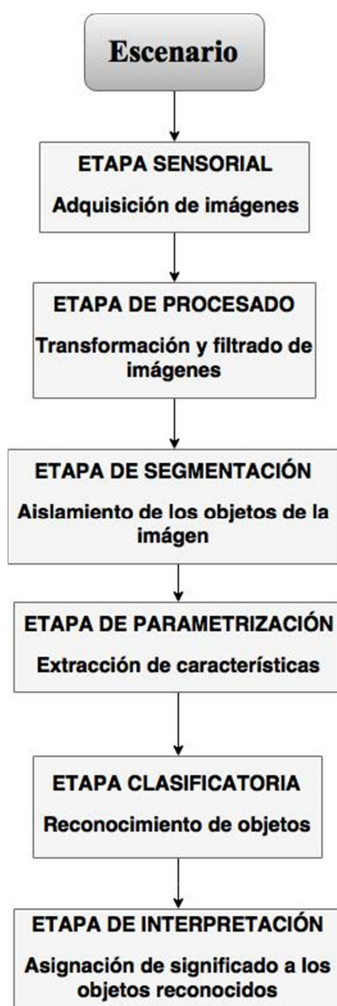 Escenario
ETAPA SENSORIAL
Adquisición de imágenes
ETAPA DE PROCESADO
Transformación y filtrado de
imágenes
ETAPA DE SEGMENTACIÓN
Aislamiento de los objetos de la
imágen
ETAPA DE PARAMETRIZACIÓN
Extracción de características
ETAPA CLASIFICATORIA
Reconocimiento de objetos
ETAPA DE INTERPRETACIÓN
Asignación de significado a los
objetos reconocidos